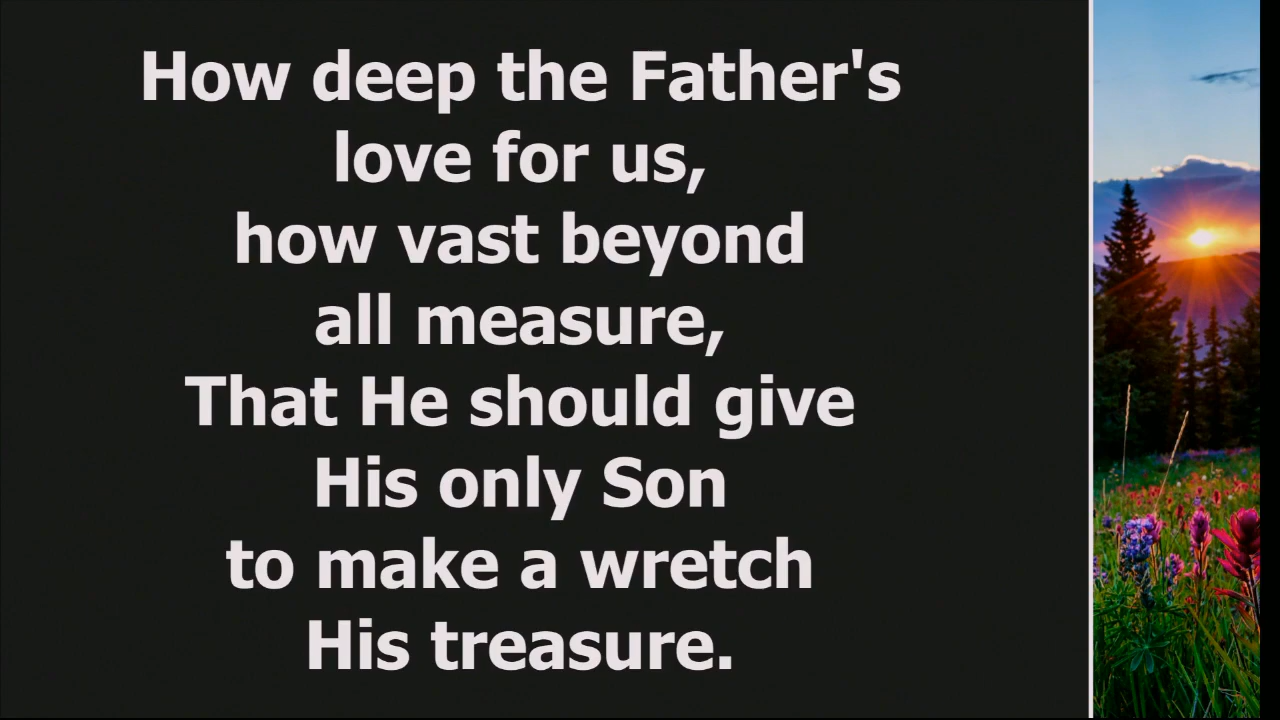 How deep the Father's
love for us,
how vast beyond
all measure,
That He should give
His only Son
to make a wretch
His treasure.